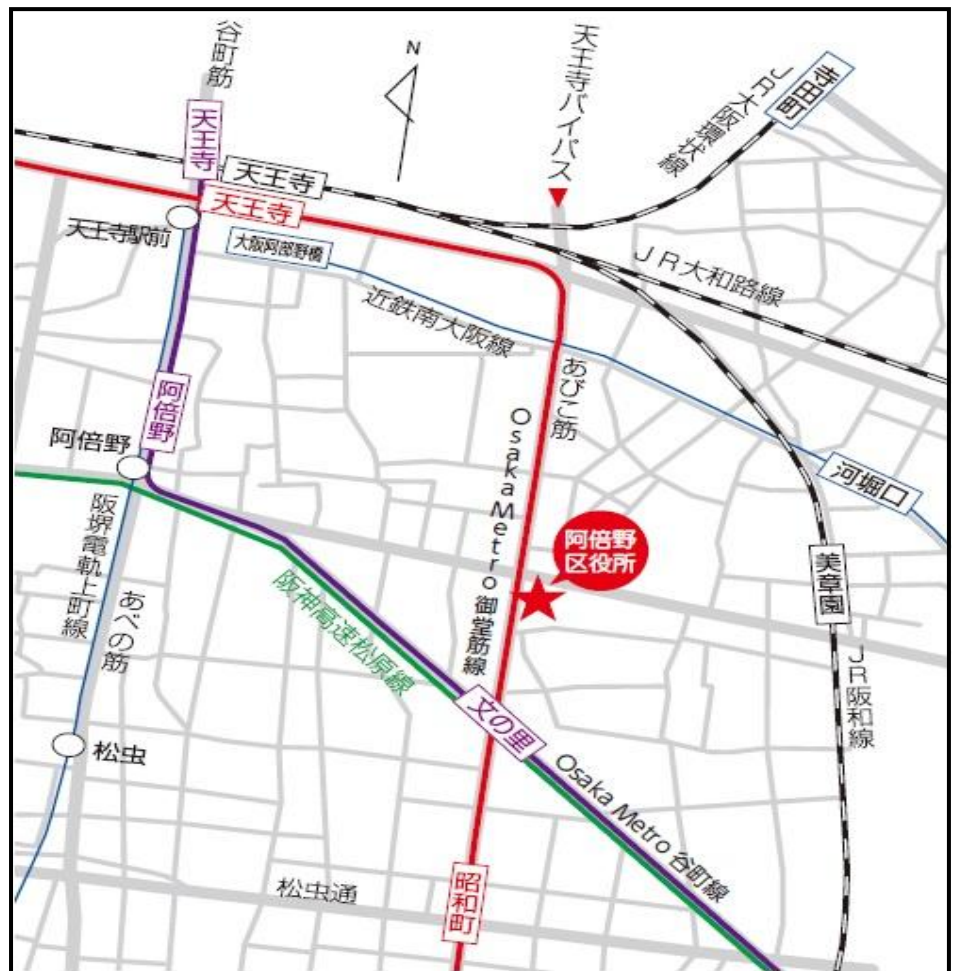 谷町筋
N
天王寺バイパス
寺田町
JR大阪環状線
天王寺
天王寺
天王寺
天王寺駅前
大阪阿部野橋
JR大和路線
近鉄南大阪線
あびこ筋
阿倍野
阿倍野
Osaka Metro 御堂筋線
河堀口
阪堺電軌上町線
阿倍野
区役所
美章園
阪神高速松原線
あべの筋
JR阪和線
文の里
松虫
Osaka Metro 谷町線
松虫通
昭和町